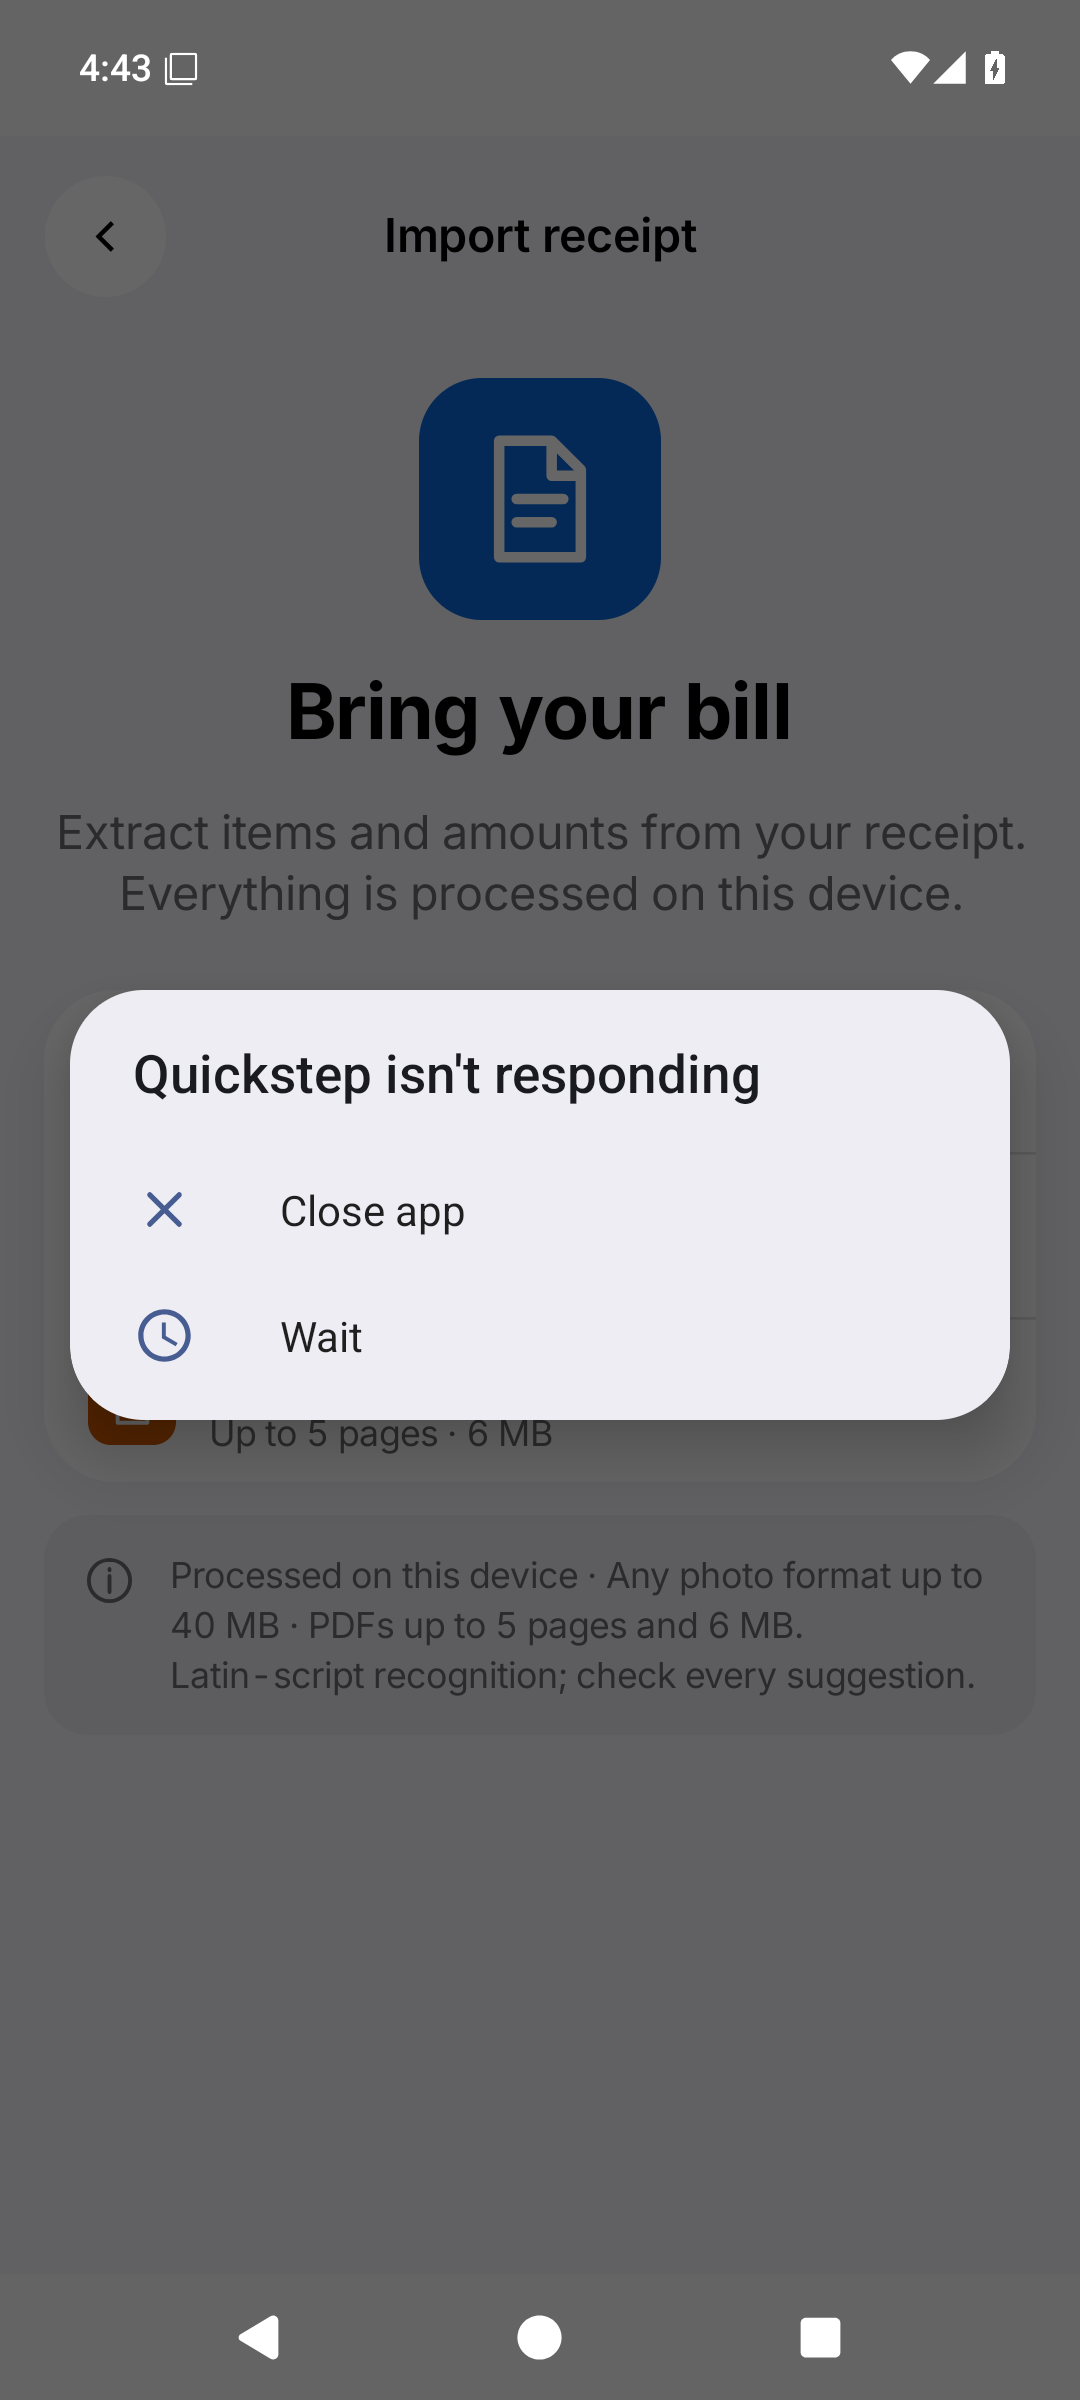 4:43
Import receipt
Bring your bill
Extract items and amounts from your receipt.
Everything is processed on this device.
Quickstep isn't responding
Close app
Wait
Up to 5 pages · 6 MB
Processed on this device · Any photo format up to
40 MB · PDFs up to 5 pages and 6 MB.
Latin-script recognition; check every suggestion.